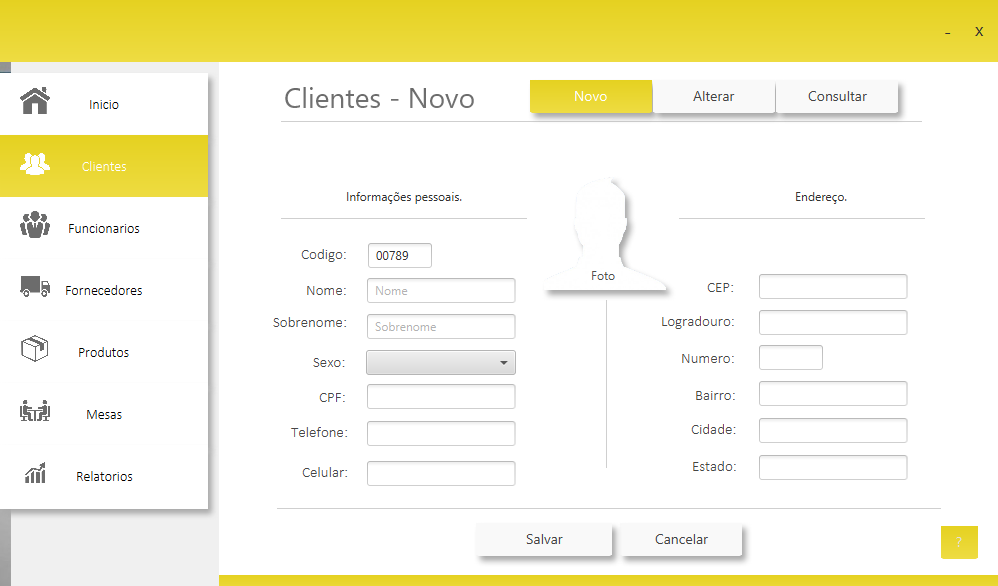 - X
Inicio
Clientes
Funcionarios
Fornecedores
Produtos
Mesas
Relatorios
Clientes - Novo
Novo Alterar Consultar
Informações pessoais.
Codigo: 00789
Nome: Nome
Sobrenome: Sobrenome
Sexo:
CPF:
Telefone:
Celular:
Foto
Endereço.
CEP:
Logradouro:
Numero:
Bairro:
Cidade:
Estado:
Salvar Cancelar
?